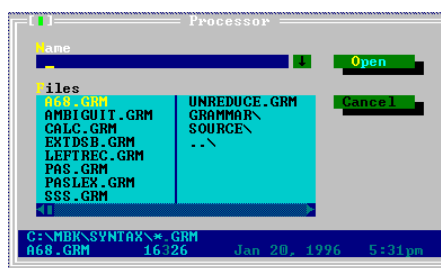 Processor
Name
Open
Files
A68.GRM UNREDUCE.GRM
Cancel
AMBIGUIT.GRM GRAMMAR\
CALC.GRM SOURCE\
EXTDSB.GRM ..\
LEFTREC.GRM
PAS.GRM
PASLEX.GRM
SSS.GRM
C:\MBK\SYNTAX\*.GRM
A68.GRM 16326 Jan 20, 1996 5:31pm